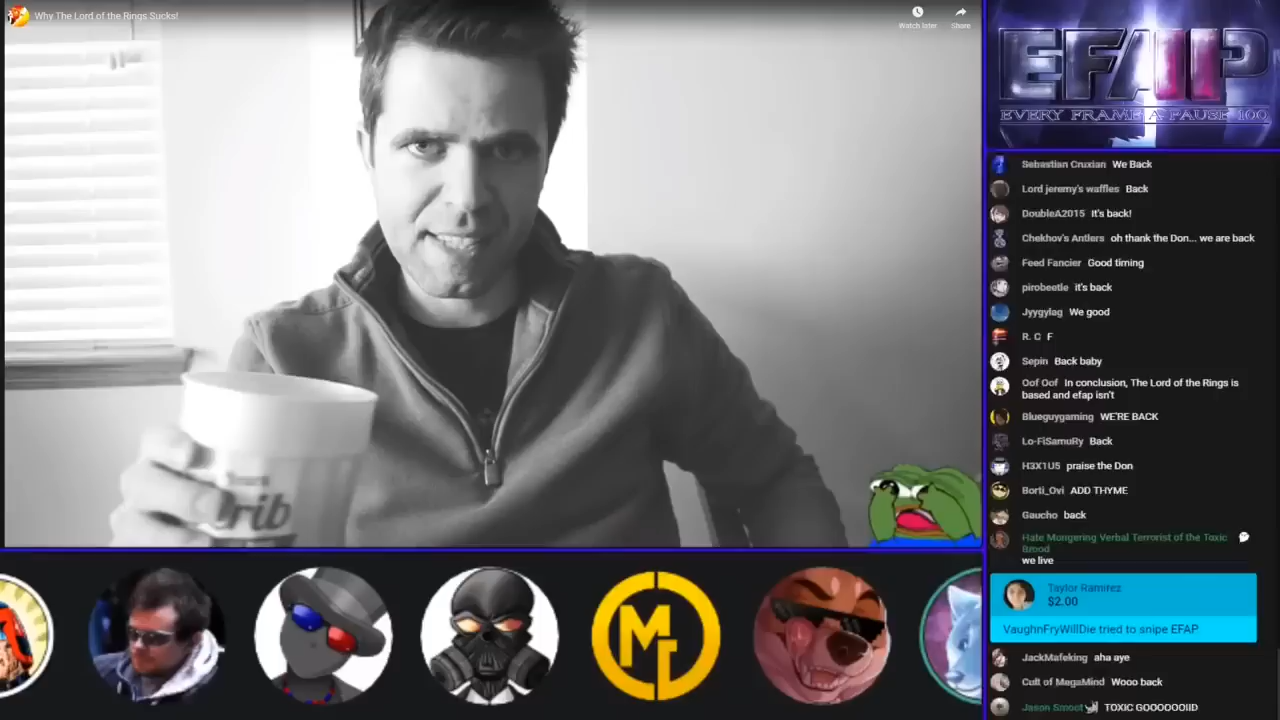 Why The Lord of the Rings Sucks!
Watch later
Share
Crib
EFAP
EVERY FRAME A PAUSE 100
Sebastian Cruxian We Back
Lord jeremy's waffles Back
DoubleA2015 It's back!
Chekhov's Antlers oh thank the Don... we are back
Feed Fancier Good timing
pirobeetle it's back
Jyygylag We good
R. C F
Sepin Back baby
Oof Oof In conclusion, The Lord of the Rings is
based and efap isn't
Blueguygaming WE'RE BACK
Lo-FiSamuRy Back
H3X1U5 praise the Don
Borti_Ovi ADD THYME
Gaucho back
Hate Mongering Verbal Terrorist of the Toxic
Brood
we live
Taylor Ramirez
$2.00
VaughnFryWillDie tried to snipe EFAP
JackMafeking aha aye
Cult of MegaMind Wooo back
Jason Smoot TOXIC GOOOOOOIID